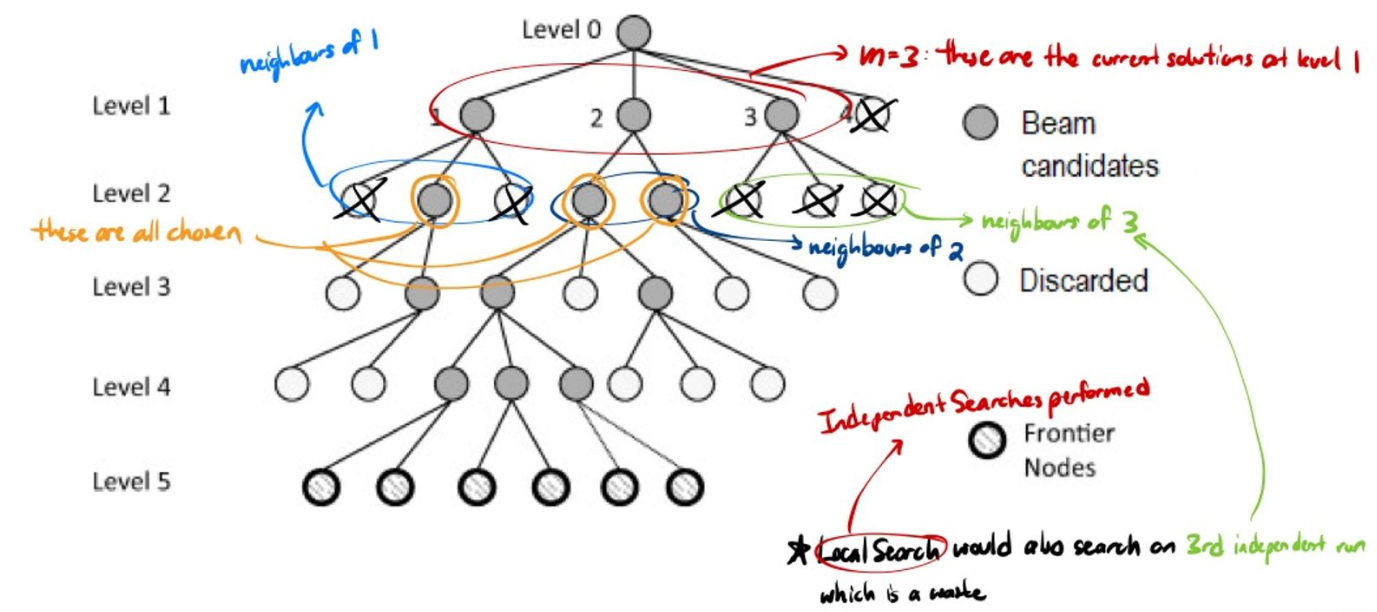 neighbours of 1
Level 0
m=3: these are the current solutions at level 1
Level 1
1
2
3
4
Beam
candidates
Level 2
these are all chosen
neighbours of 2
neighbours of 3
Level 3
Discarded
Level 4
Independent Searches performed
Frontier
Nodes
Level 5
* Local Search would also search on 3rd independent run
which is a waste